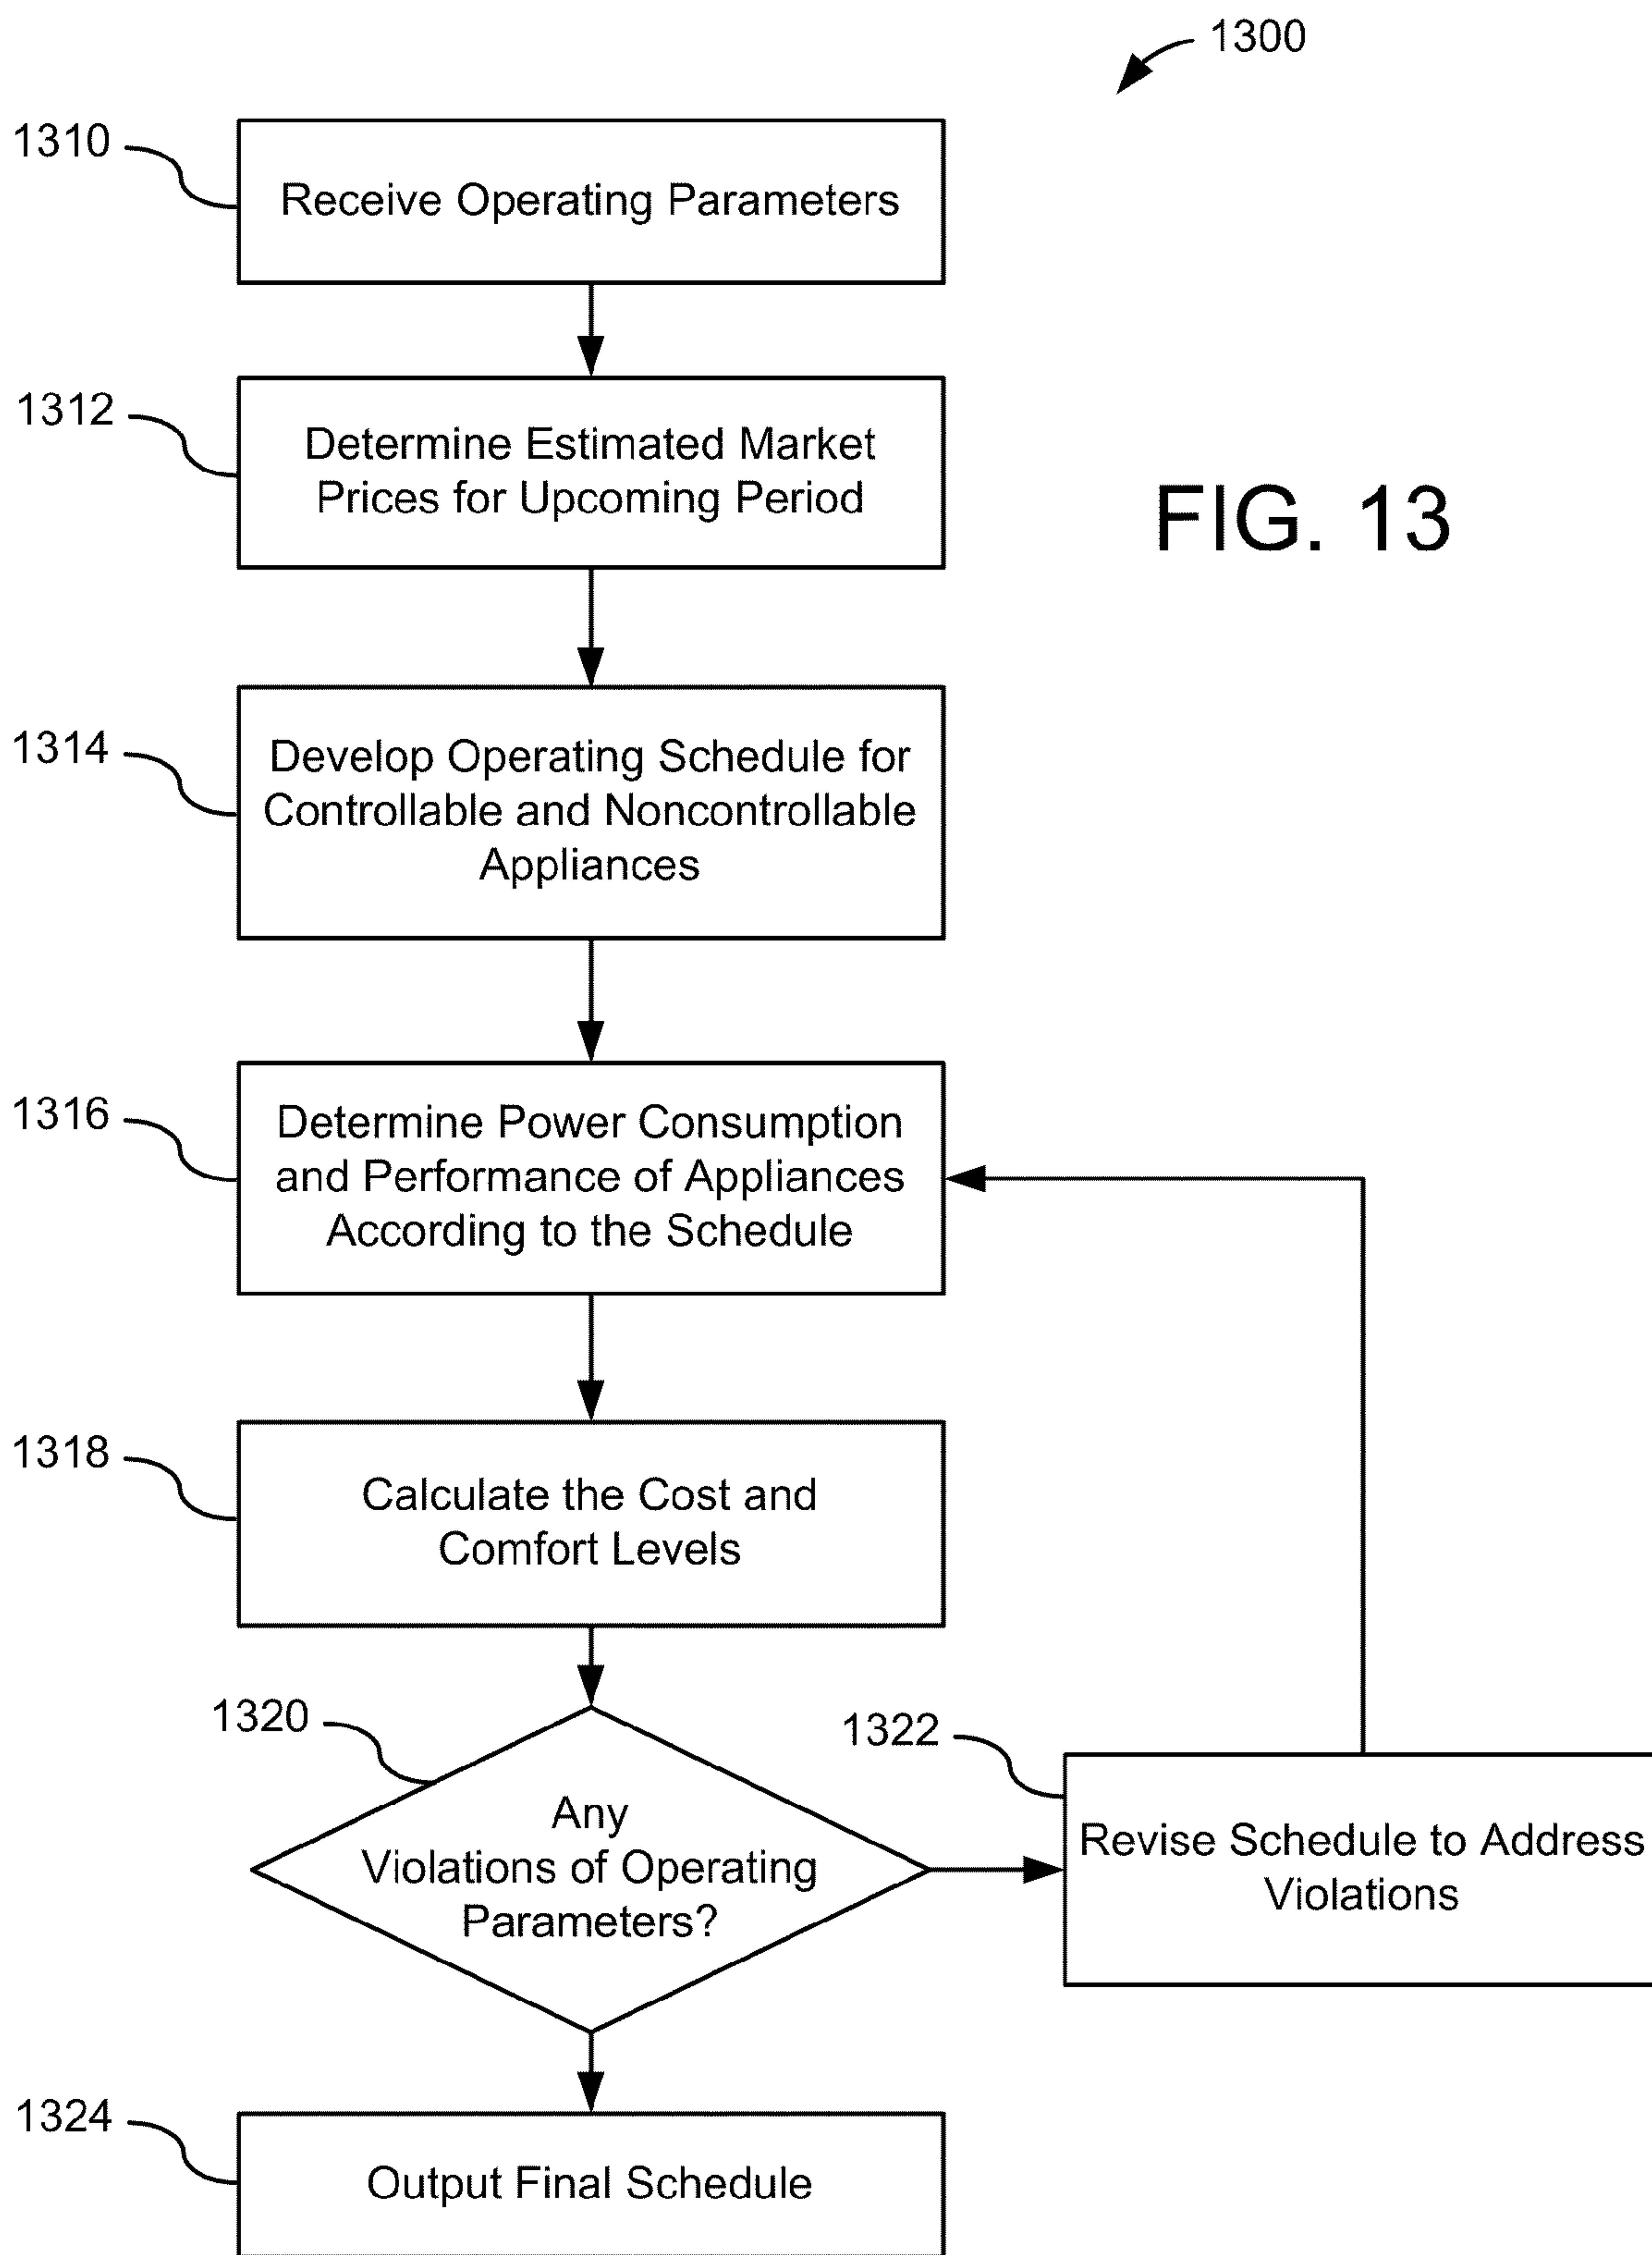 1300
1310
Receive Operating Parameters
1312
Determine Estimated Market
Prices for Upcoming Period
FIG. 13
1314
Develop Operating Schedule for
Controllable and Noncontrollable
Appliances
1316
Determine Power Consumption
and Performance of Appliances
According to the Schedule
1318
Calculate the Cost and
Comfort Levels
1320
Any
Violations of Operating
Parameters?
1322
Revise Schedule to Address
Violations
1324
Output Final Schedule